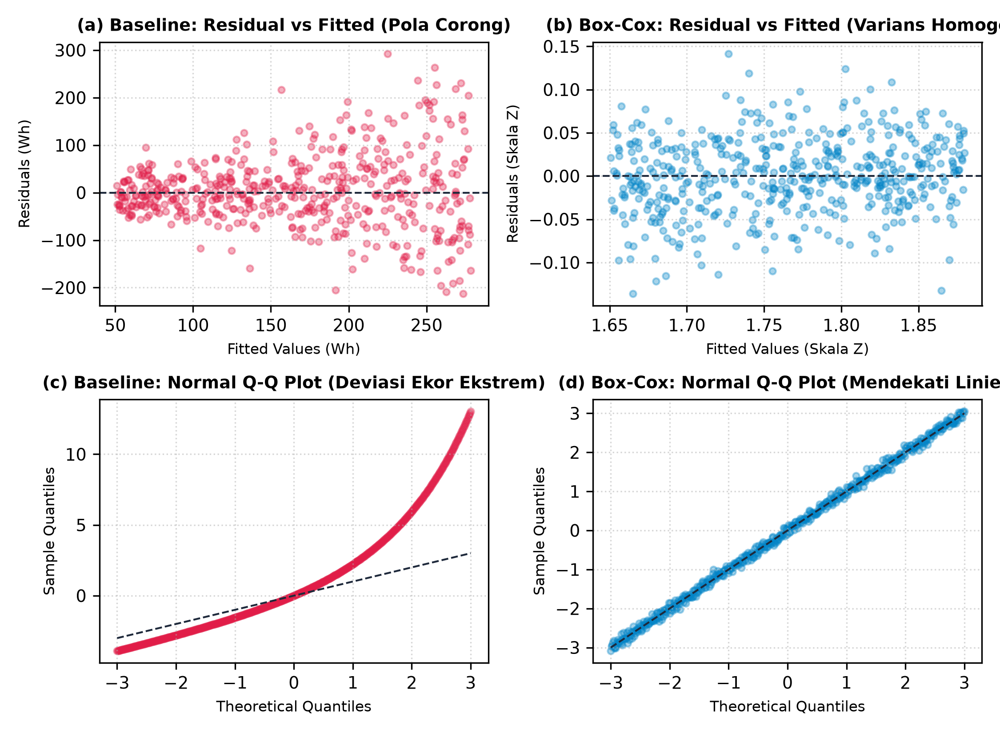 (a) Baseline: Residual vs Fitted (Pola Corong)
300
200
100
0
−100
−200
50 100 150 200 250
Residuals (Wh)
Fitted Values (Wh)
(b) Box-Cox: Residual vs Fitted (Varians Homog
0.15
0.10
0.05
0.00
−0.05
−0.10
1.65 1.70 1.75 1.80 1.85
Residuals (Skala Z)
Fitted Values (Skala Z)
(c) Baseline: Normal Q-Q Plot (Deviasi Ekor Ekstrem)
10
5
0
−3 −2 −1 0 1 2 3
Sample Quantiles
Theoretical Quantiles
(d) Box-Cox: Normal Q-Q Plot (Mendekati Linie
3
2
1
0
−1
−2
−3
−3 −2 −1 0 1 2 3
Sample Quantiles
Theoretical Quantiles